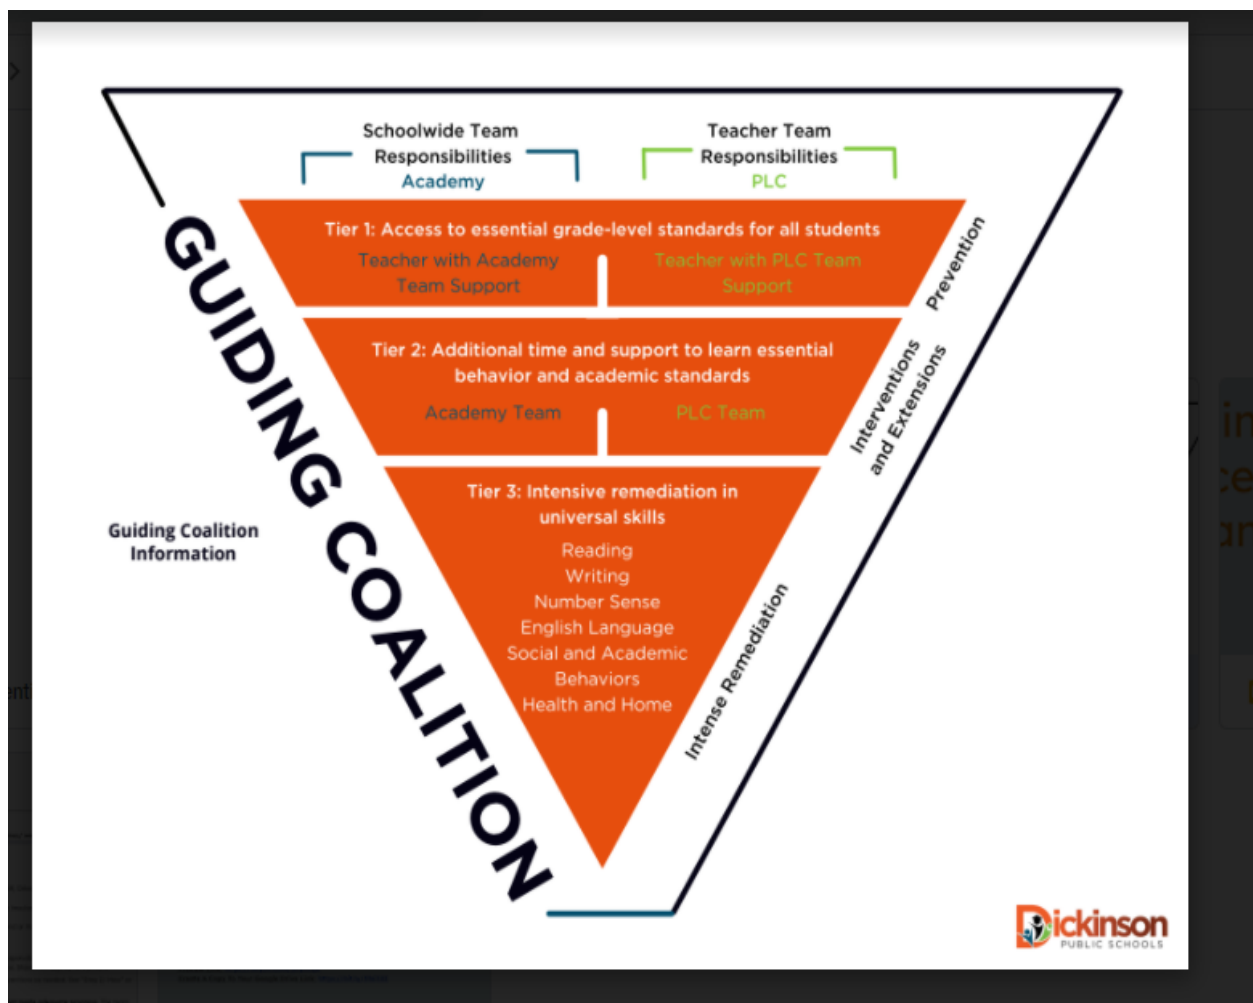 Schoolwide Team
Responsibilities
Academy
Teacher Team
Responsibilities
PLC
Tier 1: Access to essential grade-level standards for all students
Teacher with Academy
Team Support
Teacher with PLC Team
Support
Prevention
Tier 2: Additional time and support to learn essential
behavior and academic standards
Academy Team
PLC Team
Interventions
and Extensions
Tier 3: Intensive remediation in
universal skills
Reading
Writing
Number Sense
English Language
Social and Academic
Behaviors
Health and Home
Intense Remediation
GUIDING COALITION
Guiding Coalition
Information
Dickinson
PUBLIC SCHOOLS